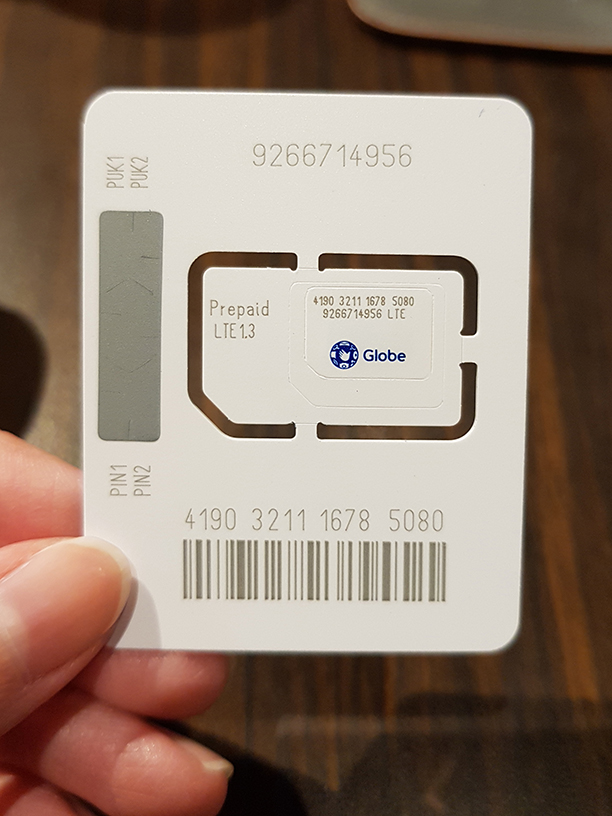 9266714956
PUK1
PUK2
Prepaid
LTE 1.3
4190 3211 1678 5080
9266714956 LTE
Globe
PIN1
PIN2
4190 3211 1678 5080